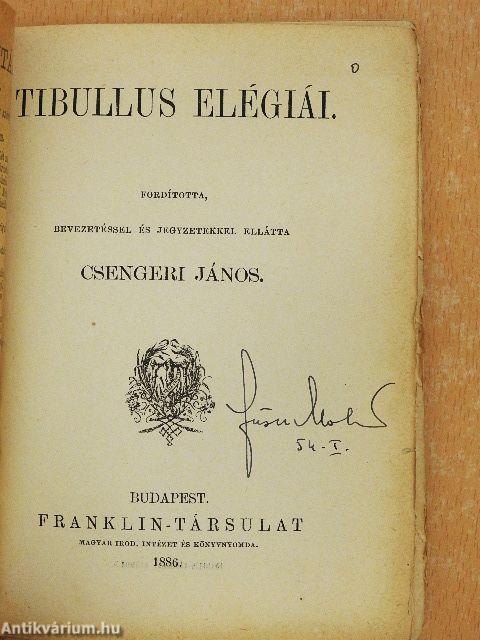 TIBULLUS ELÉGIÁI.
FORDÍTOTTA,
BEVEZETÉSSEL ÉS JEGYZETEKKEL ELLÁTTA
CSENGERI JÁNOS.
54-I.
BUDAPEST.
FRANKLIN-TÁRSULAT
MAGYAR IROD. INTÉZET ÉS KÖNYVNYOMDA.
1886.
Antikvárium.hu